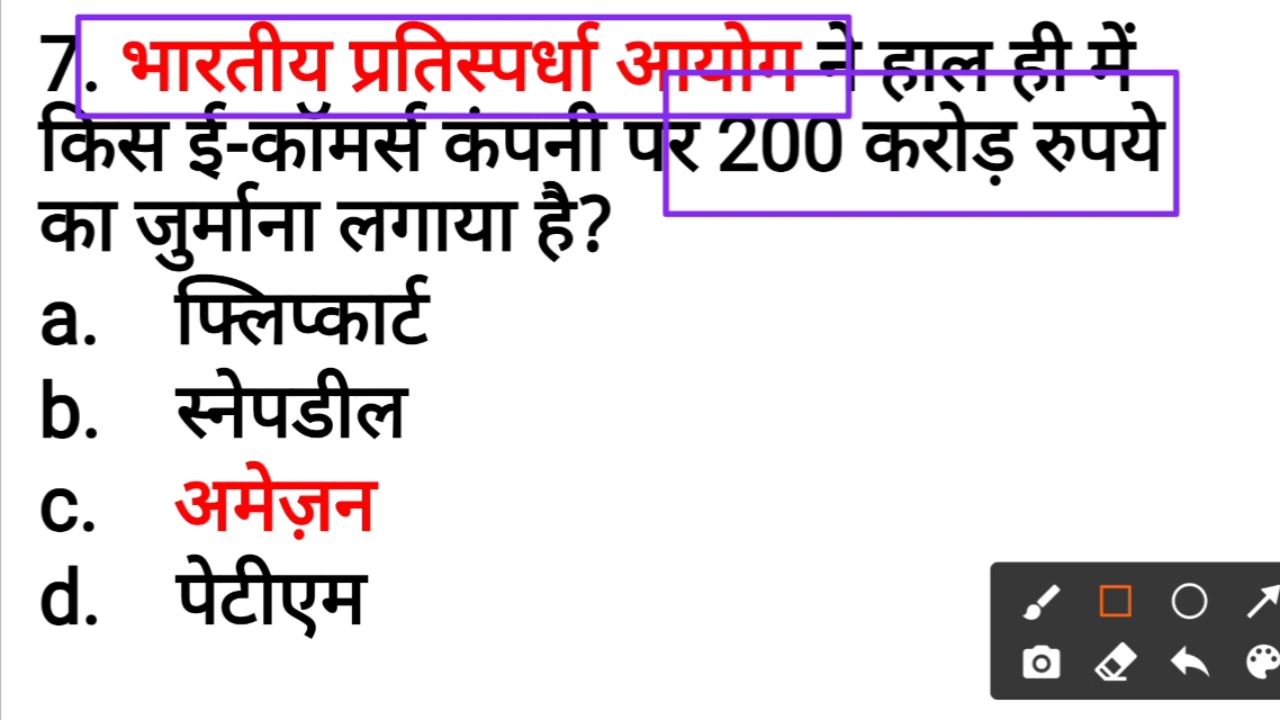 7. भारतीय प्रतिस्पर्धा आयोग ने हाल ही में
किस ई-कॉमर्स कंपनी पर 200 करोड़ रुपये
का जुर्माना लगाया है?
a. फ्लिप्कार्ट
b. स्नेपडील
c. अमेज़न
d. पेटीएम